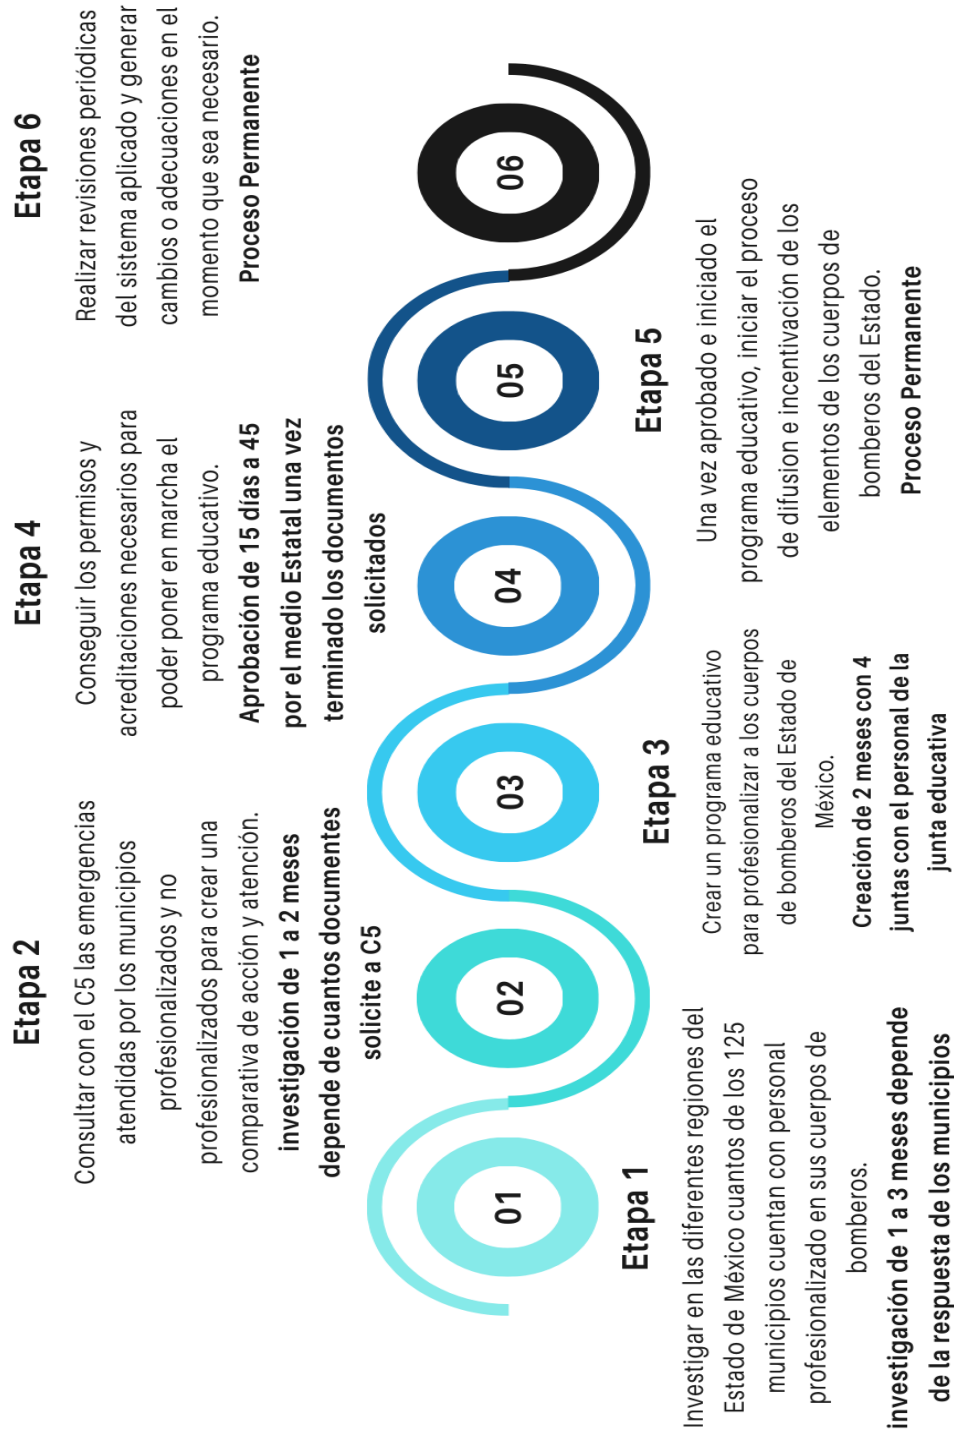 Etapa 2
Consultar con el C5 las emergencias
atendidas por los municipios
profesionalizados y no
profesionalizados para crear una
comparativa de acción y atención.
investigación de 1 a 2 meses
depende de cuantos documentes
solicite a C5
Etapa 4
Conseguir los permisos y
acreditaciones necesarios para
poder poner en marcha el
programa educativo.
Aprobación de 15 días a 45
por el medio Estatal una vez
terminado los documentos
solicitados
Etapa 6
Realizar revisiones periódicas
del sistema aplicado y generar
cambios o adecuaciones en el
momento que sea necesario.
Proceso Permanente
01
02
03
04
05
06
Etapa 1
Investigar en las diferentes regiones del
Estado de México cuantos de los 125
municipios cuentan con personal
profesionalizado en sus cuerpos de
bomberos.
investigación de 1 a 3 meses depende
de la respuesta de los municipios
Etapa 3
Crear un programa educativo
para profesionalizar a los cuerpos
de bomberos del Estado de
México.
Creación de 2 meses con 4
juntas con el personal de la
junta educativa
Etapa 5
Una vez aprobado e iniciado el
programa educativo, iniciar el proceso
de difusion e incentivación de los
elementos de los cuerpos de
bomberos del Estado.
Proceso Permanente